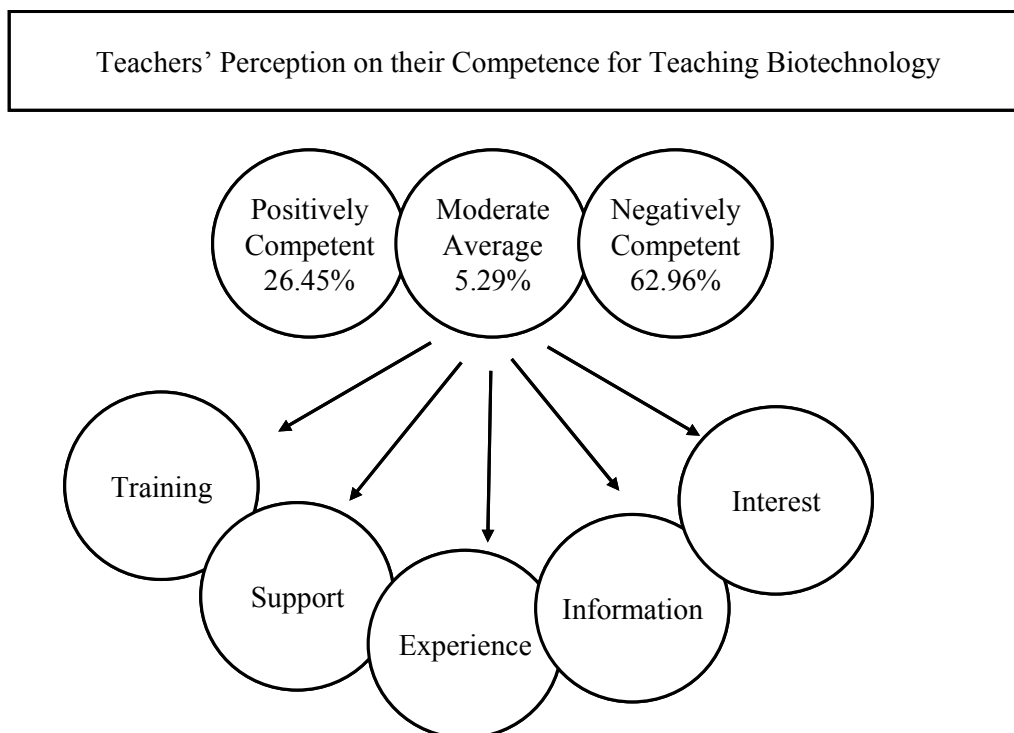 Teachers’ Perception on their Competence for Teaching Biotechnology
Positively
Competent
26.45%
Moderate
Average
5.29%
Negatively
Competent
62.96%
Training
Support
Experience
Information
Interest